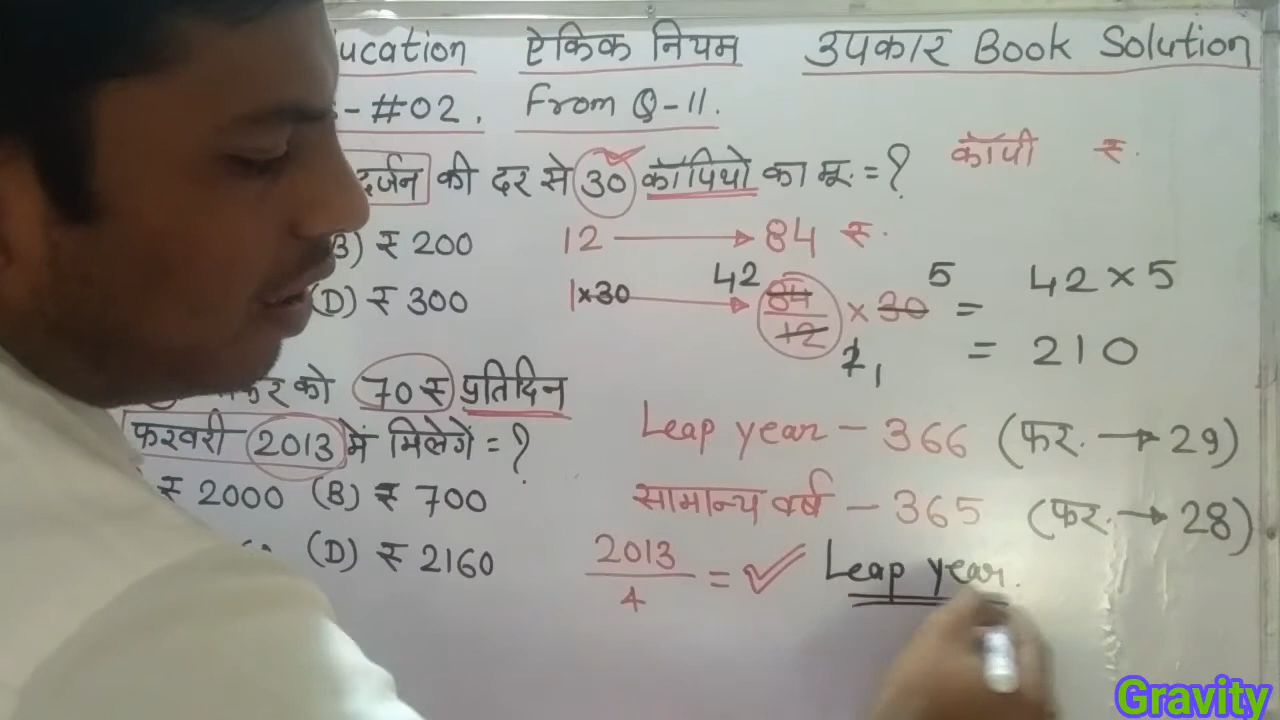 ucation ऐकिक नियम उपकार Book Solution
- #02. From Q-11.
दर्जन की दर से 30 कॉपियो का मू. = ?
कॉपी रु.
B) ₹ 200
(D) ₹ 300
12 → 84 रु.
1×30 → 84/12 × 30 = 42 × 5
42 5
1
= 210
को 70 ₹ प्रतिदिन
फरवरी 2013 में मिलेगें = ?
₹ 2000 (B) ₹ 700
(D) ₹ 2160
Leap year - 366 (फर. → 29)
सामान्य वर्ष - 365 (फर. → 28)
2013/4 = ✓ Leap year.
Gravity